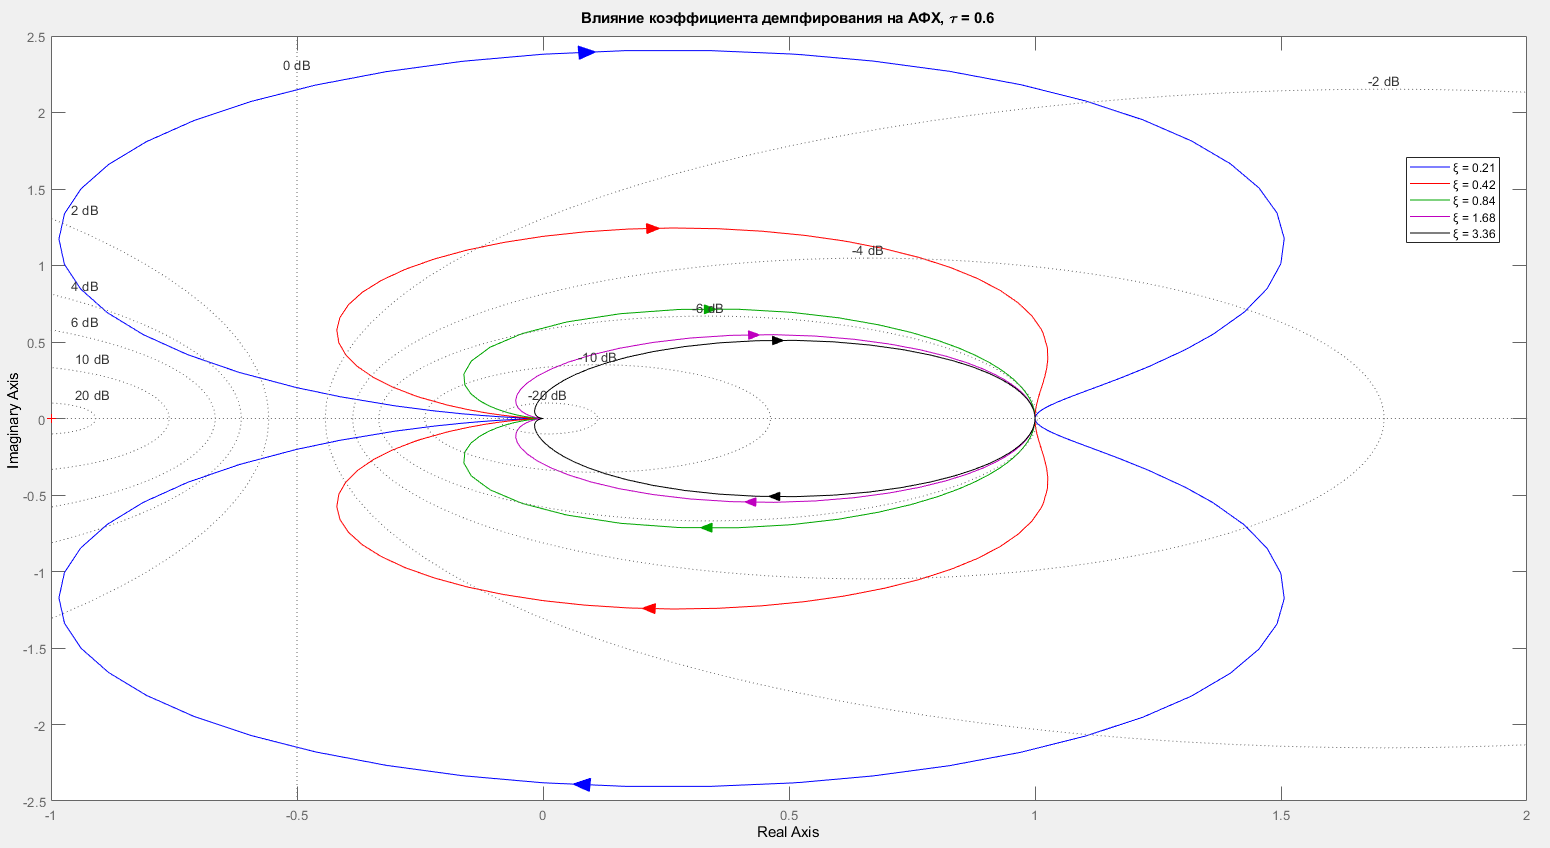 Влияние коэффициента демпфирования на АФХ, τ = 0.6
2.5
2
1.5
1
0.5
0
-0.5
-1
-1.5
-2
-2.5
Imaginary Axis
0 dB
-2 dB
2 dB
-4 dB
4 dB
-6 dB
6 dB
-10 dB
10 dB
-20 dB
20 dB
ξ = 0.21
ξ = 0.42
ξ = 0.84
ξ = 1.68
ξ = 3.36
-1
-0.5
0
0.5
1
1.5
2
Real Axis